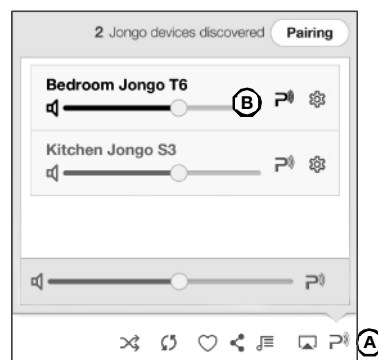 2 Jongo devices discovered Pairing
Bedroom Jongo T6
B
Kitchen Jongo S3
A